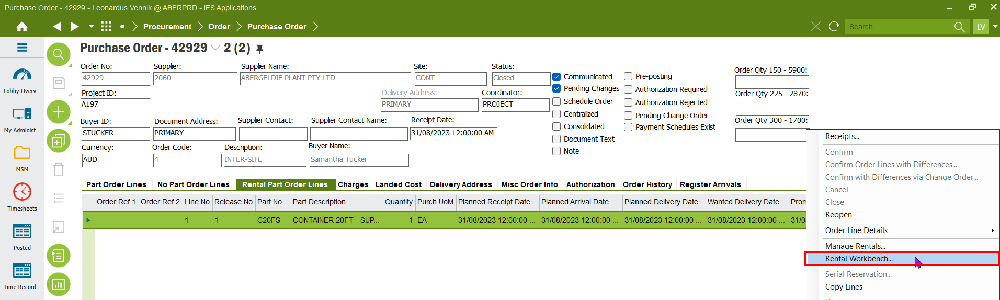 Purchase Order - 42929 - Leonardus Vennik @ ABERPRD - IFS Applications
Procurement Order Purchase Order Search... LV
Purchase Order - 42929 2 (2)
Order No: Supplier: Supplier Name: Site: Status:
42929 2060 ABERGELDIE PLANT PTY LTD CONT Closed
Project ID: Delivery Address: Coordinator:
A197 PRIMARY PROJECT
Buyer ID: Document Address: Supplier Contact: Supplier Contact Name: Receipt Date:
STUCKER PRIMARY 31/08/2023 12:00:00 AM
Currency: Order Code: Description: Buyer Name:
AUD 4 INTER-SITE Samantha Tucker
Communicated
Pending Changes
Schedule Order
Centralized
Consolidated
Document Text
Note
Pre-posting
Authorization Required
Authorization Rejected
Pending Change Order
Payment Schedules Exist
Order Qty 150 - 5900:
Order Qty 225 - 2870:
Order Qty 300 - 1700:
Lobby Overv...
My Administ...
MSM
Timesheets
Posted
Time Record...
Part Order Lines No Part Order Lines Rental Part Order Lines Charges Landed Cost Delivery Address Misc Order Info Authorization Order History Register Arrivals
Order Ref 1 Order Ref 2 Line No Release No Part No Part Description Quantity Purch UoM Planned Receipt Date Planned Arrival Date Planned Delivery Date Wanted Delivery Date Prom
1 1 C20FS CONTAINER 20FT - SUP... 1 EA 31/08/2023 12:00:00 ... 31/08/2023 12:00:00 ... 31/08/2023 12:00:00 ... 31/08/2023 12:00:00 ... 31/0
Receipts...
Confirm
Confirm Order Lines with Differences...
Confirm with Differences via Change Order...
Cancel
Close
Reopen
Order Line Details
Manage Rentals...
Rental Workbench...
Serial Reservation...
Copy Lines